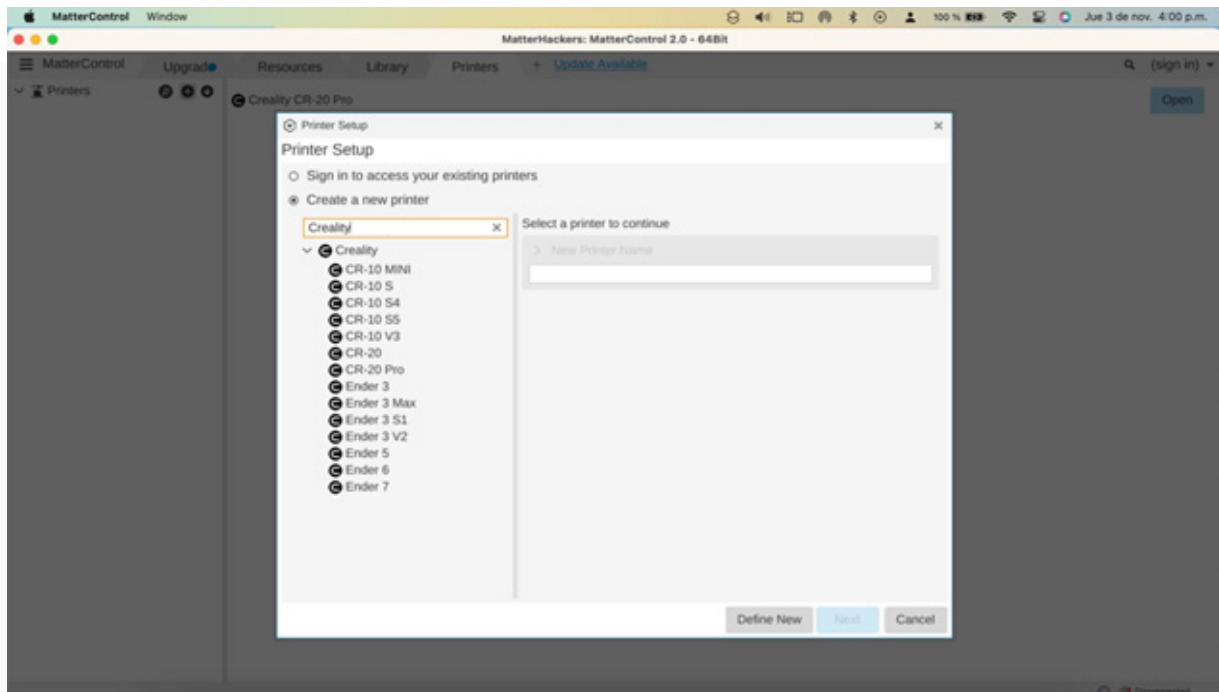 MatterControl Window 100 % Jue 3 de nov. 4:00 p.m.
MatterHackers: MatterControl 2.0 - 64Bit
MatterControl Upgrade Resources Library Printers + Update Available (sign in)
Printers
Creality CR-20 Pro Open
Printer Setup
Printer Setup
Sign in to access your existing printers
Create a new printer
Creality
Select a printer to continue
Creality
New Printer Name
CR-10 MINI
CR-10 S
CR-10 S4
CR-10 S5
CR-10 V3
CR-20
CR-20 Pro
Ender 3
Ender 3 Max
Ender 3 S1
Ender 3 V2
Ender 5
Ender 6
Ender 7
Define New Next Cancel